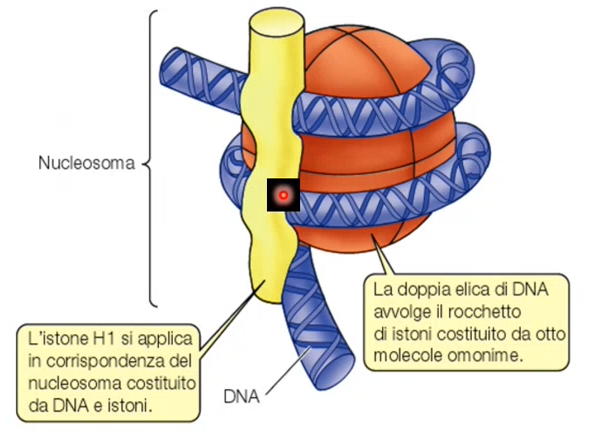 Nucleosoma
La doppia elica di DNA
avvolge il rocchetto
di istoni costituito da otto
molecole omonime.
L'istone H1 si applica
in corrispondenza del
nucleosoma costituito
da DNA e istoni.
DNA